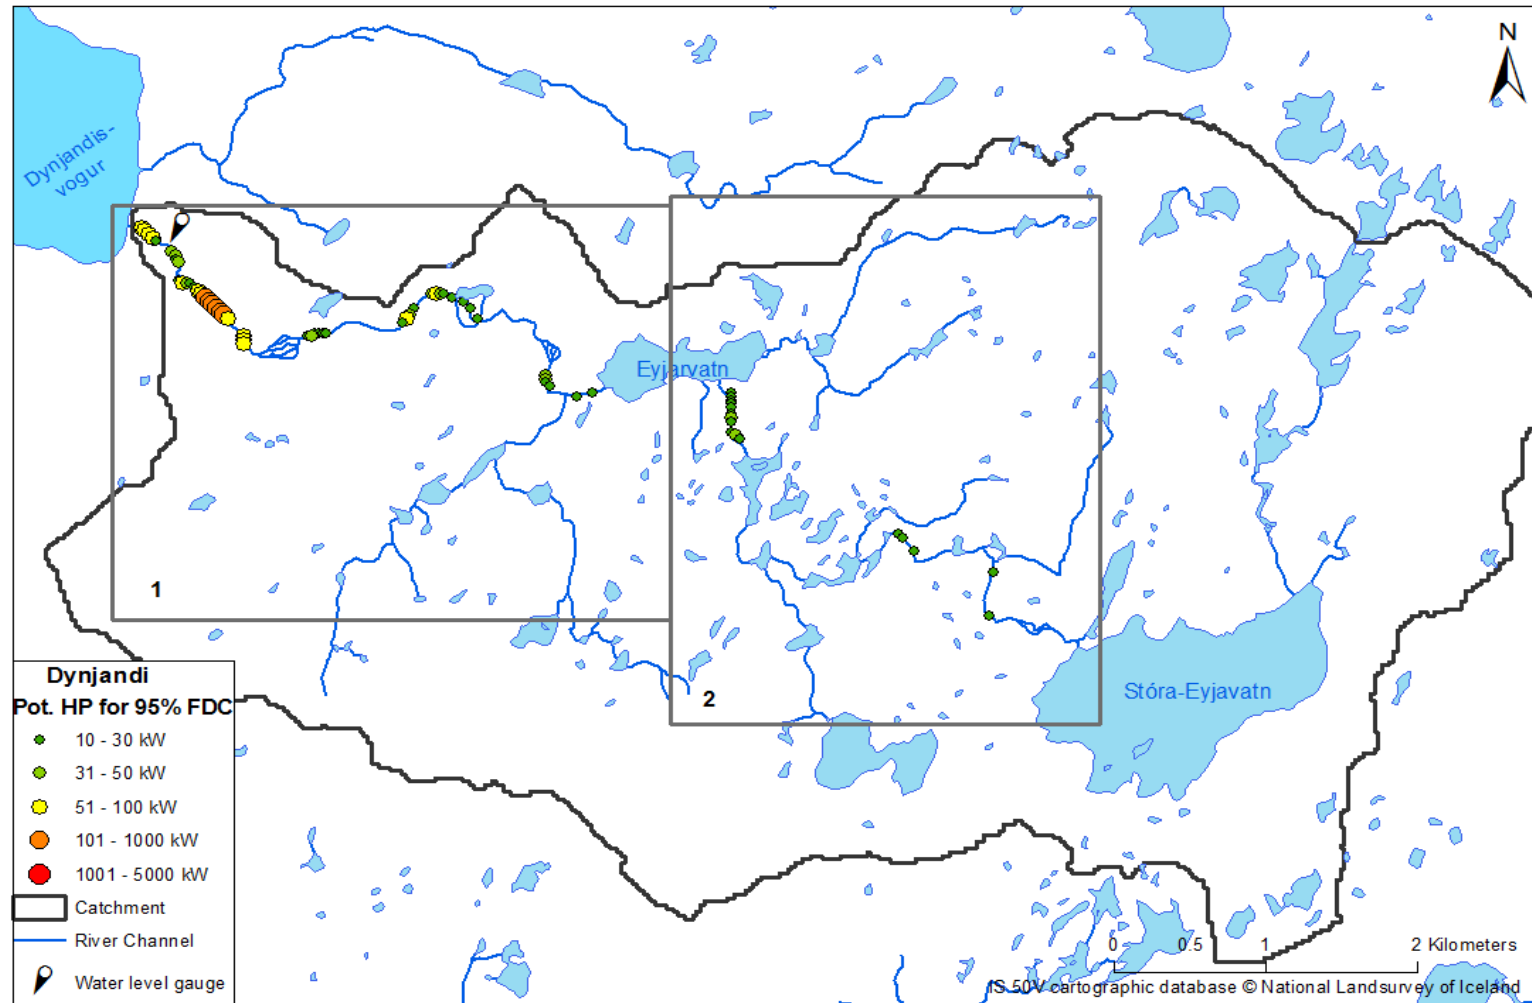 N
Dynjandis-
vogur
Eyjarvatn
1
2
Stóra-Eyjavatn
Dynjandi
Pot. HP for 95% FDC
10 - 30 kW
31 - 50 kW
51 - 100 kW
101 - 1000 kW
1001 - 5000 kW
Catchment
River Channel
Water level gauge
0 0.5 1 2 Kilometers
IS 50V cartographic database © National Landsurvey of Iceland